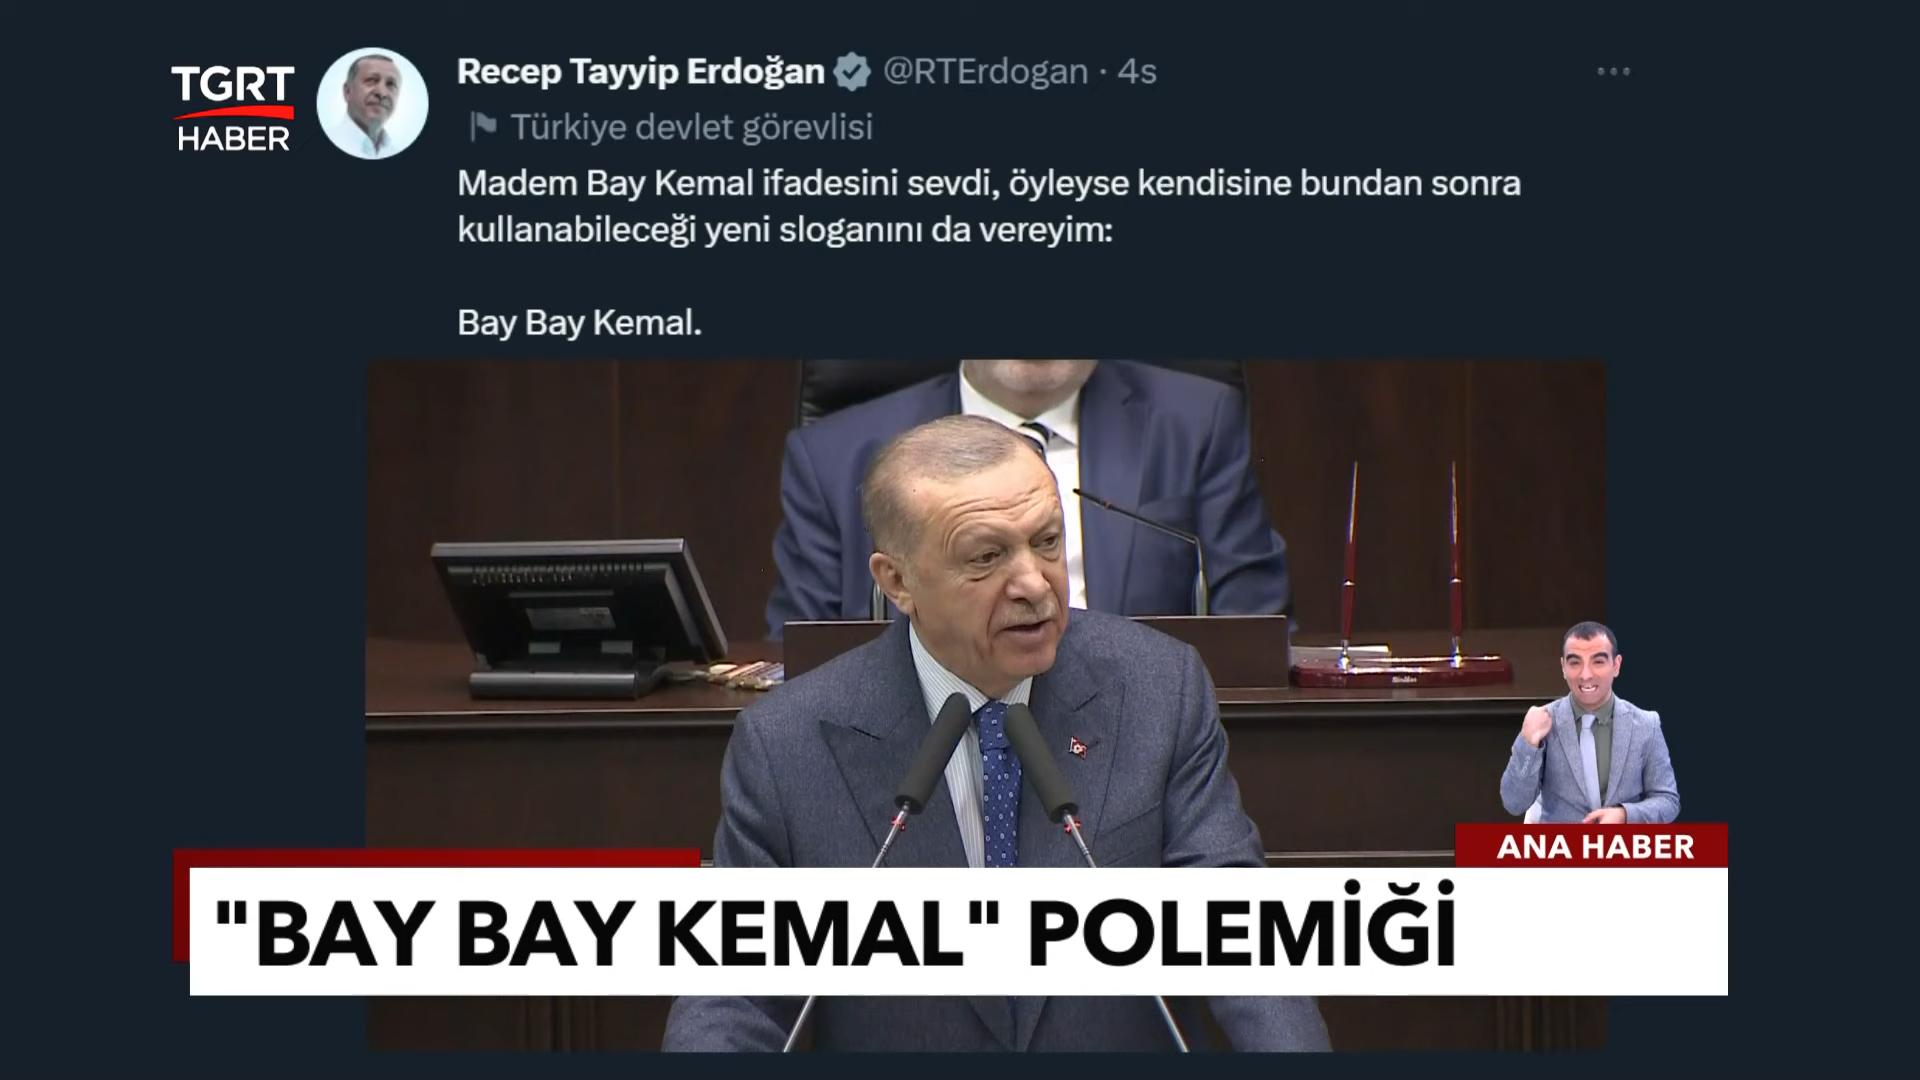 TGRT
HABER
Recep Tayyip Erdoğan @RTErdogan · 4s
Türkiye devlet görevlisi
Madem Bay Kemal ifadesini sevdi, öyleyse kendisine bundan sonra
kullanabileceği yeni sloganını da vereyim:
Bay Bay Kemal.
ANA HABER
"BAY BAY KEMAL" POLEMİĞİ